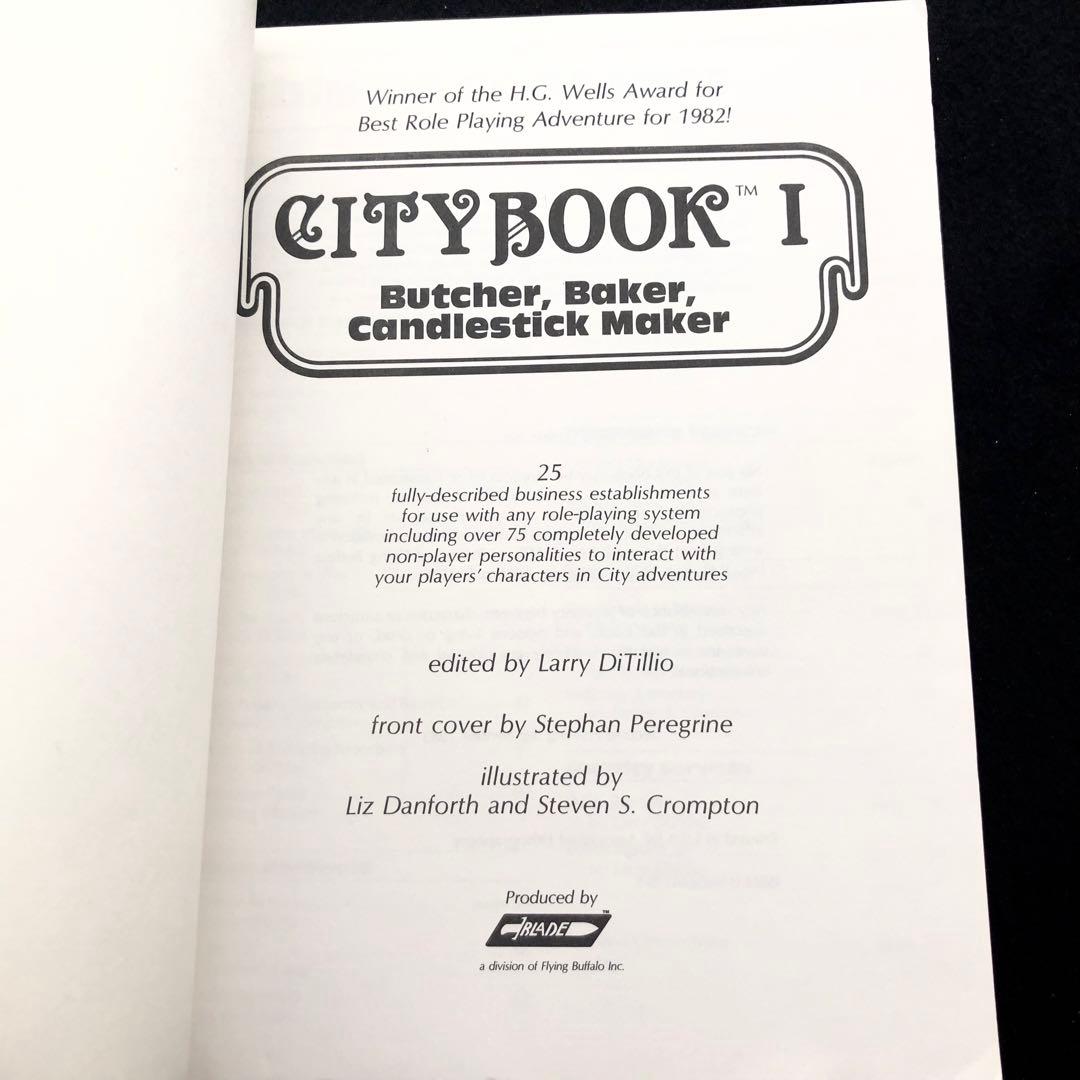 Winner of the H.G. Wells Award for
Best Role Playing Adventure for 1982!
CITYBOOK™ I
Butcher, Baker,
Candlestick Maker
25
fully-described business establishments
for use with any role-playing system
including over 75 completely developed
non-player personalities to interact with
your players' characters in City adventures
edited by Larry DiTillio
front cover by Stephan Peregrine
illustrated by
Liz Danforth and Steven S. Crompton
Produced by
BLADE™
a division of Flying Buffalo Inc.